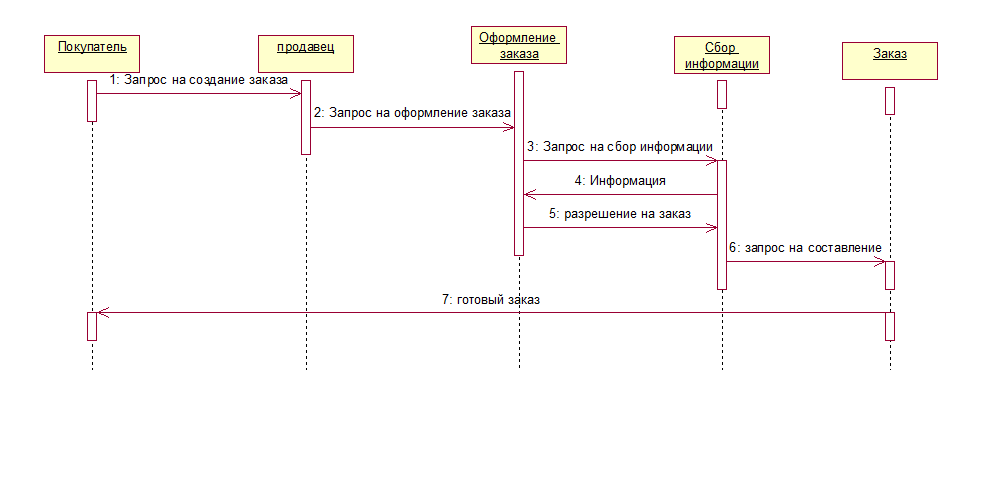 Покупатель
продавец
Оформление
заказа
Сбор
информации
Заказ
1: Запрос на создание заказа
2: Запрос на оформление заказа
3: Запрос на сбор информации
4: Информация
5: разрешение на заказ
6: запрос на составление
7: готовый заказ